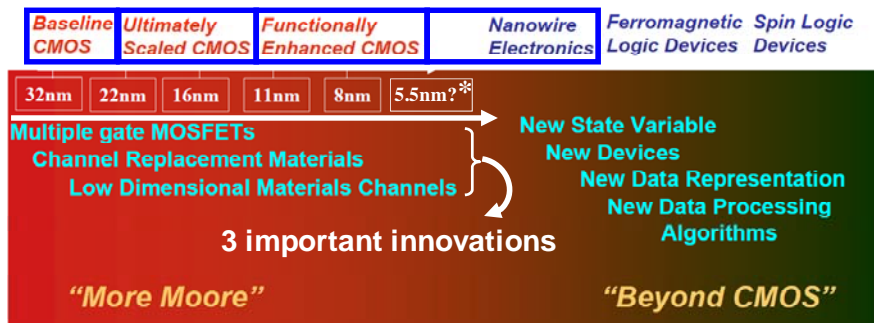 Baseline CMOS
Ultimately Scaled CMOS
Functionally Enhanced CMOS
Nanowire Electronics
Ferromagnetic Logic Devices
Spin Logic Devices
32nm 22nm 16nm 11nm 8nm 5.5nm?*
Multiple gate MOSFETs
Channel Replacement Materials
Low Dimensional Materials Channels
3 important innovations
New State Variable
New Devices
New Data Representation
New Data Processing
Algorithms
“More Moore”
“Beyond CMOS”